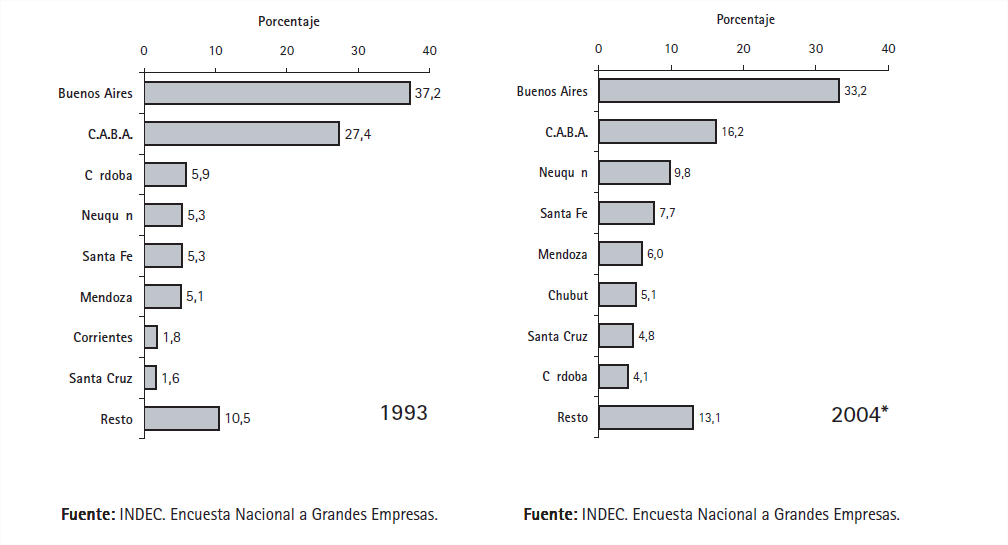 Porcentaje
0 10 20 30 40
Buenos Aires 37,2
C.A.B.A. 27,4
C rdoba 5,9
Neuqu n 5,3
Santa Fe 5,3
Mendoza 5,1
Corrientes 1,8
Santa Cruz 1,6
Resto 10,5
1993
Fuente: INDEC. Encuesta Nacional a Grandes Empresas.
Porcentaje
0 10 20 30 40
Buenos Aires 33,2
C.A.B.A. 16,2
Neuqu n 9,8
Santa Fe 7,7
Mendoza 6,0
Chubut 5,1
Santa Cruz 4,8
C rdoba 4,1
Resto 13,1
2004*
Fuente: INDEC. Encuesta Nacional a Grandes Empresas.